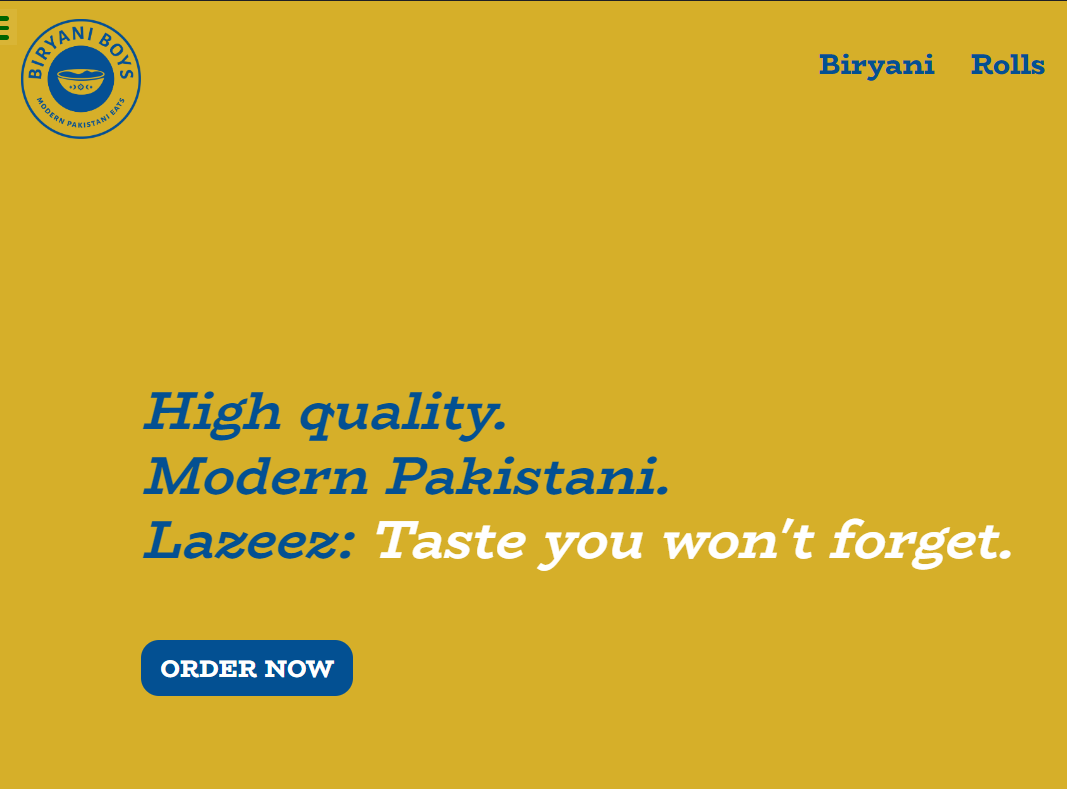 BIRYANI BOYS
MODERN PAKISTANI EATS
Biryani Rolls
High quality.
Modern Pakistani.
Lazeez: Taste you won't forget.
ORDER NOW